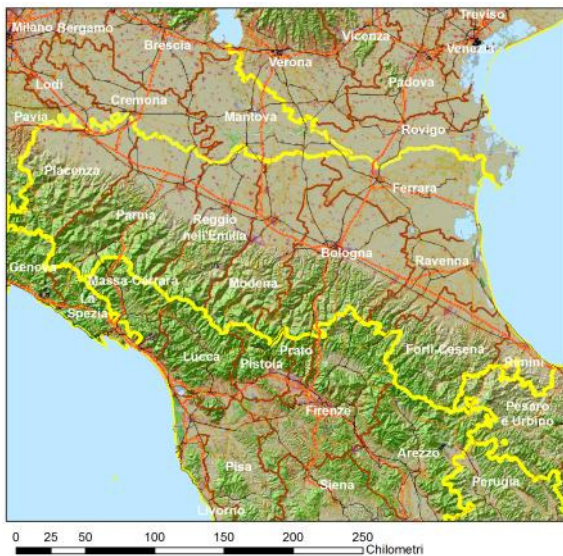 Treviso
Milano Bergamo
Brescia
Vicenza
Venezia
Verona
Padova
Lodi
Cremona
Mantova
Pavia
Rovigo
Piacenza
Ferrara
Parma
Reggio
nell'Emilia
Bologna
Ravenna
Genova
Massa-Carrara
Modena
La
Spezia
Forlì-Cesena
Prato
Rimini
Lucca
Pistoia
Pesaro
e Urbino
Firenze
Arezzo
Pisa
Siena
Perugia
Livorno
0 25 50 100 150 200 250
Chilometri